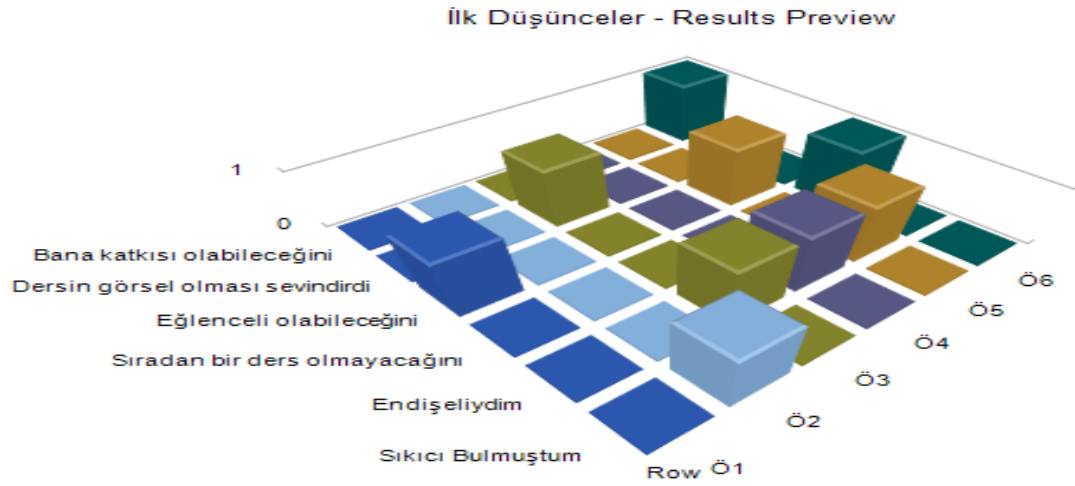 İlk Düşünceler - Results Preview
1
0
Bana katkısı olabileceğini
Dersin görsel olması sevindirdi
Eğlenceli olabileceğini
Sıradan bir ders olmayacağını
Endişeliydim
Sıkıcı Bulmuştum
Row
Ö1
Ö2
Ö3
Ö4
Ö5
Ö6